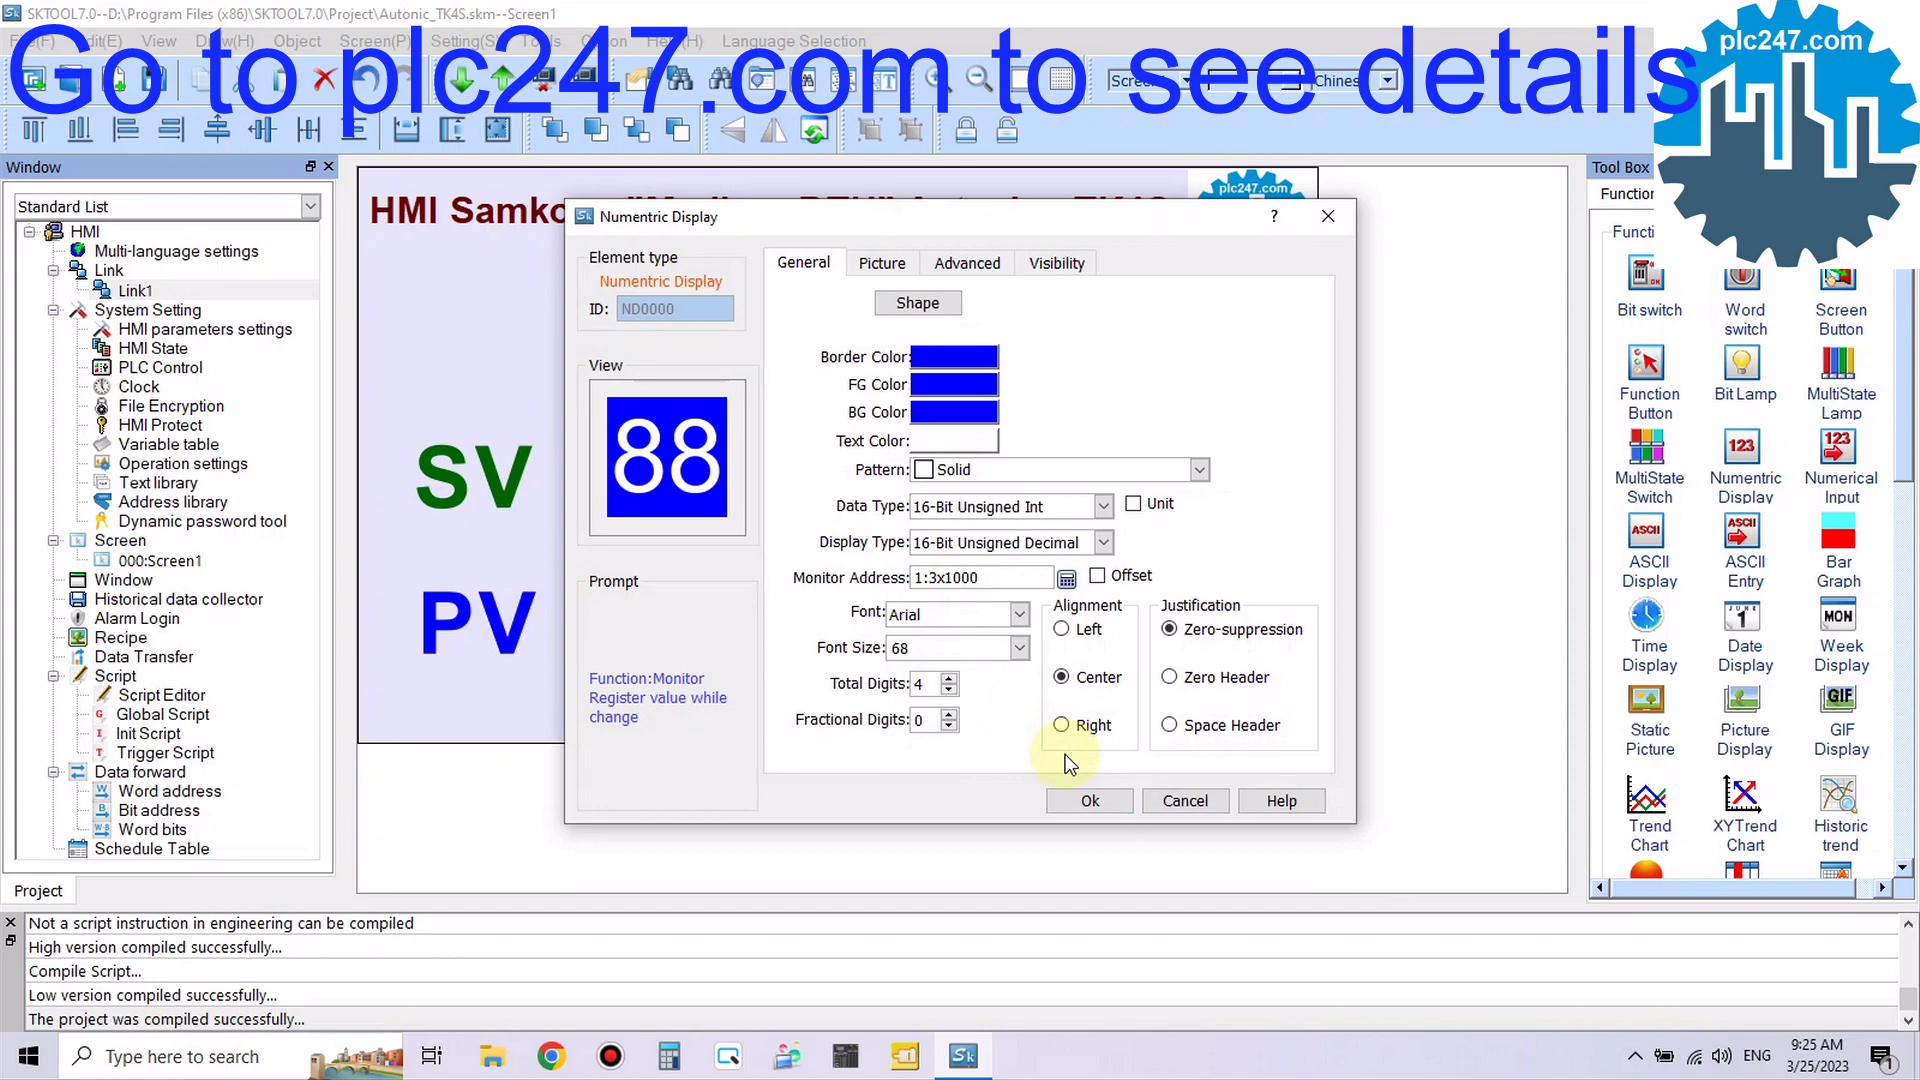 SKTOOL7.0--D:\Program Files (x86)\SKTOOL7.0\Project\Autonic_TK4S.skm--Screen1
View
Object
Language Selection
Go to plc247.com to see details
plc247.com
Chinese
Window
Standard List
HMI
Multi-language settings
Link
Link1
System Setting
HMI parameters settings
HMI State
PLC Control
Clock
File Encryption
HMI Protect
Variable table
Operation settings
Text library
Address library
Dynamic password tool
Screen
000:Screen1
Window
Historical data collector
Alarm Login
Recipe
Data Transfer
Script
Script Editor
Global Script
Init Script
Trigger Script
Data forward
Word address
Bit address
Word bits
Schedule Table
Project
HMI Samko
plc247.com
SV
PV
Numentric Display
Element type
Numentric Display
ID: ND0000
View
88
Prompt
Function:Monitor
Register value while
change
General
Picture
Advanced
Visibility
Shape
Border Color:
FG Color
BG Color
Text Color:
Pattern: Solid
Data Type: 16-Bit Unsigned Int
Unit
Display Type: 16-Bit Unsigned Decimal
Monitor Address: 1:3x1000
Offset
Font: Arial
Font Size: 68
Total Digits: 4
Fractional Digits: 0
Alignment
Left
Center
Right
Justification
Zero-suppression
Zero Header
Space Header
Ok
Cancel
Help
Tool Box
Function
Functi
Bit switch
Word
switch
Screen
Button
Function
Button
Bit Lamp
MultiState
Lamp
MultiState
Switch
Numentric
Display
Numerical
Input
ASCII
Display
ASCII
Entry
Bar
Graph
Time
Display
Date
Display
Week
Display
Static
Picture
Picture
Display
GIF
Display
Trend
Chart
XYTrend
Chart
Historic
trend
Not a script instruction in engineering can be compiled
High version compiled successfully...
Compile Script...
Low version compiled successfully...
The project was compiled successfully...
Type here to search
ENG
9:25 AM
3/25/2023